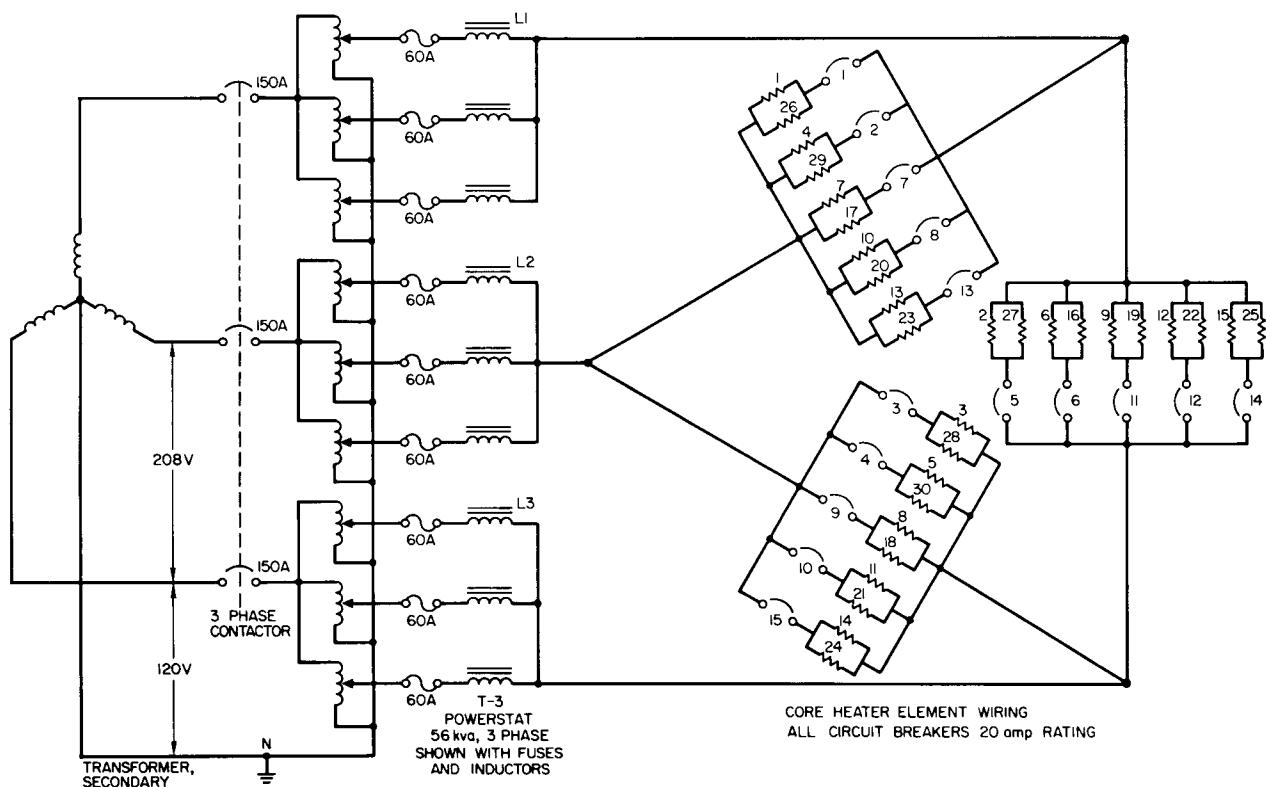 L1
60A
150A
60A
60A
L2
60A
150A
60A
208V
60A
L3
60A
150A
3 PHASE
CONTACTOR
60A
120V
60A
T-3
POWERSTAT
56 kva, 3 PHASE
SHOWN WITH FUSES
AND INDUCTORS
N
TRANSFORMER,
SECONDARY
1
26
1
4
29
2
7
17
7
10
20
8
13
23
13
2 27
6 16
9 19
12 22
15 25
5
6
11
12
14
3
3
28
4
5
30
9
8
18
10
11
21
15
14
24
CORE HEATER ELEMENT WIRING
ALL CIRCUIT BREAKERS 20 amp RATING